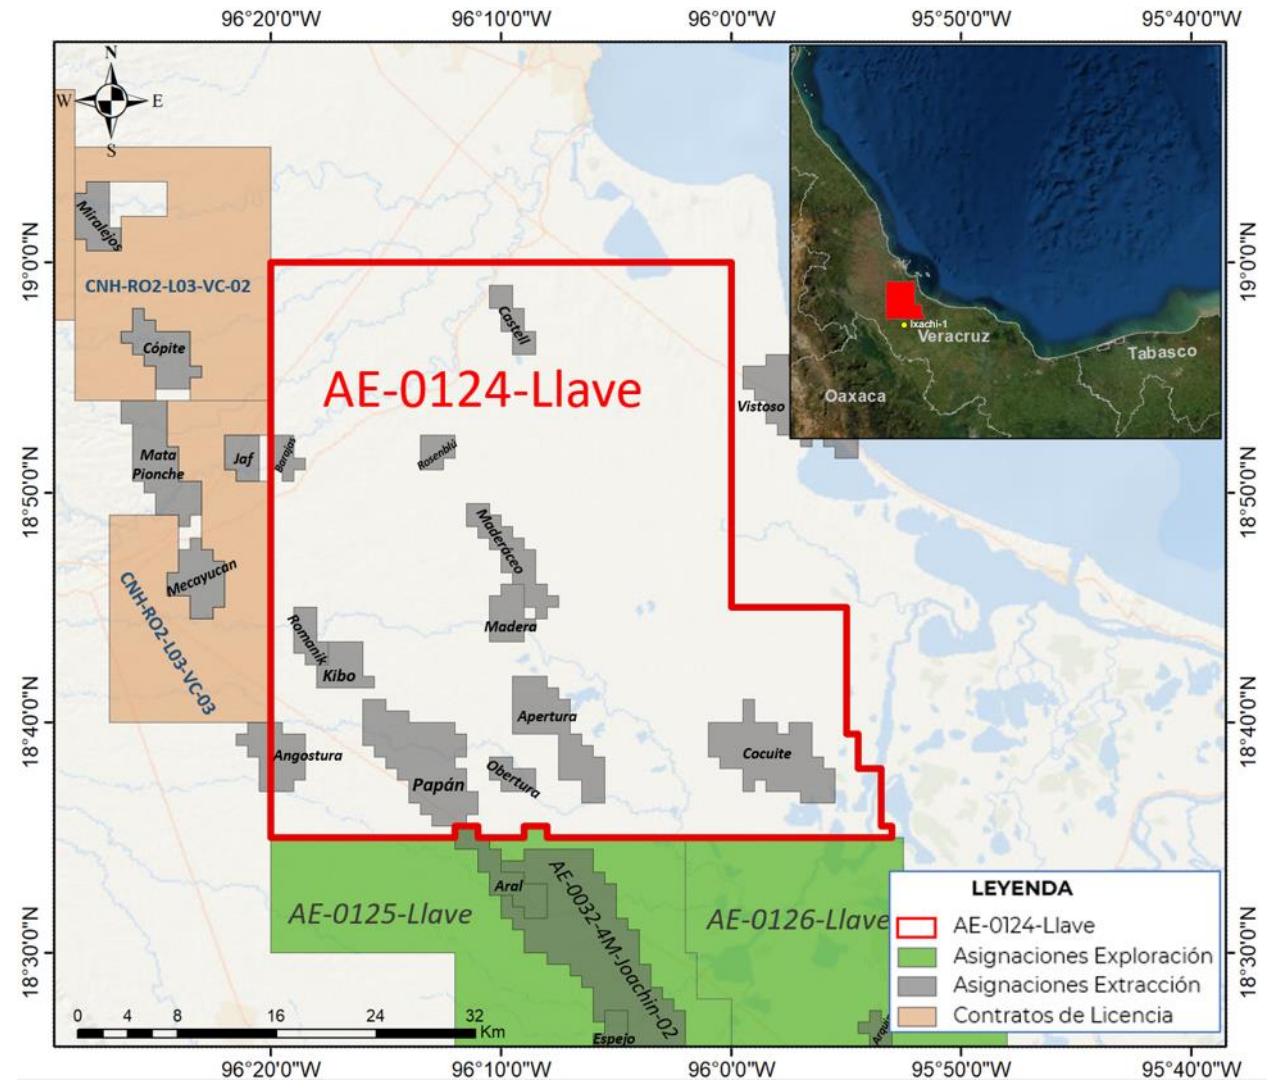 96°20'0"W 96°10'0"W 96°0'0"W 95°50'0"W 95°40'0"W
N
W E
S
19°0'0"N
19°0'0"N
Miralejos
CNH-RO2-L03-VC-02
Castell
Ixachi-1
Veracruz
Tabasco
Oaxaca
Cópite
AE-0124-Llave
Vistoso
Mata
Pionche
Jaf
Barajas
Rosenblú
18°50'0"N
18°50'0"N
Maderáceo
Mecayucán
CNH-RO2-L03-VC-03
Romanik
Madera
Kibo
18°40'0"N
18°40'0"N
Apertura
Angostura
Cocuite
Papán
Obertura
Aral
AE-0032-4M-Joachin-02
AE-0125-Llave
AE-0126-Llave
18°30'0"N
18°30'0"N
LEYENDA
AE-0124-Llave
Asignaciones Exploración
Asignaciones Extracción
Contratos de Licencia
0 4 8 16 24 32
Km
Espejo
96°20'0"W 96°10'0"W 96°0'0"W 95°50'0"W 95°40'0"W